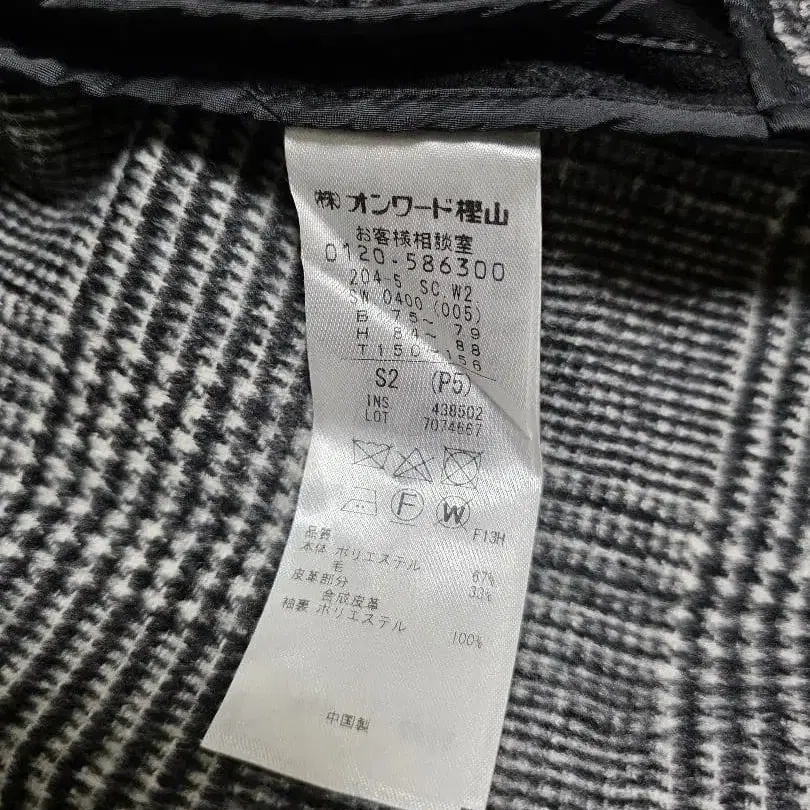 (株)オンワード樫山
お客様相談室
0120-586300
204-5 SC.W2.
SW 0400 (005)
B 75~ 79
H 84~ 88
T150~156
S2 (P5)
INS 438502
LOT 7074667
F W F13H
品質
本体 ポリエステル 67%
毛 33%
皮革部分
合成皮革
袖裏 ポリエステル 100%
中国製